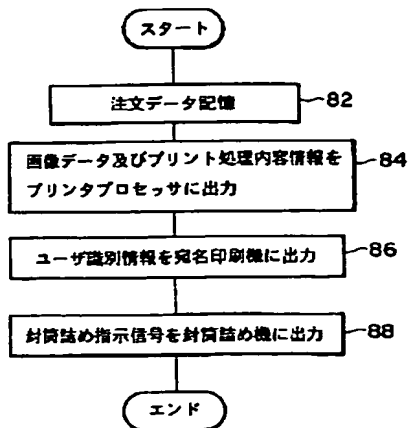 スタート
注文データ記憶
82
画像データ及びプリント処理内容情報を
プリンタプロセッサに出力
84
ユーザ識別情報を宛名印刷機に出力
86
封筒詰め指示信号を封筒詰め機に出力
88
エンド